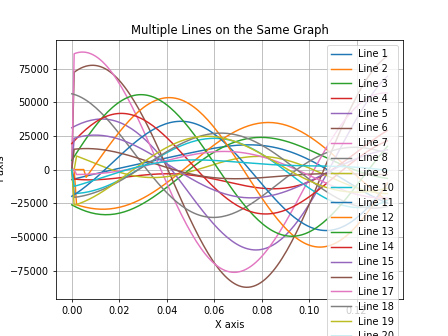 Multiple Lines on the Same Graph
75000
50000
25000
0
−25000
−50000
−75000
0.00
0.02
0.04
0.06
0.08
0.10
X axis
axis
Line 1
Line 2
Line 3
Line 4
Line 5
Line 6
Line 7
Line 8
Line 9
Line 10
Line 11
Line 12
Line 13
Line 14
Line 15
Line 16
Line 17
Line 18
Line 19
Line 20